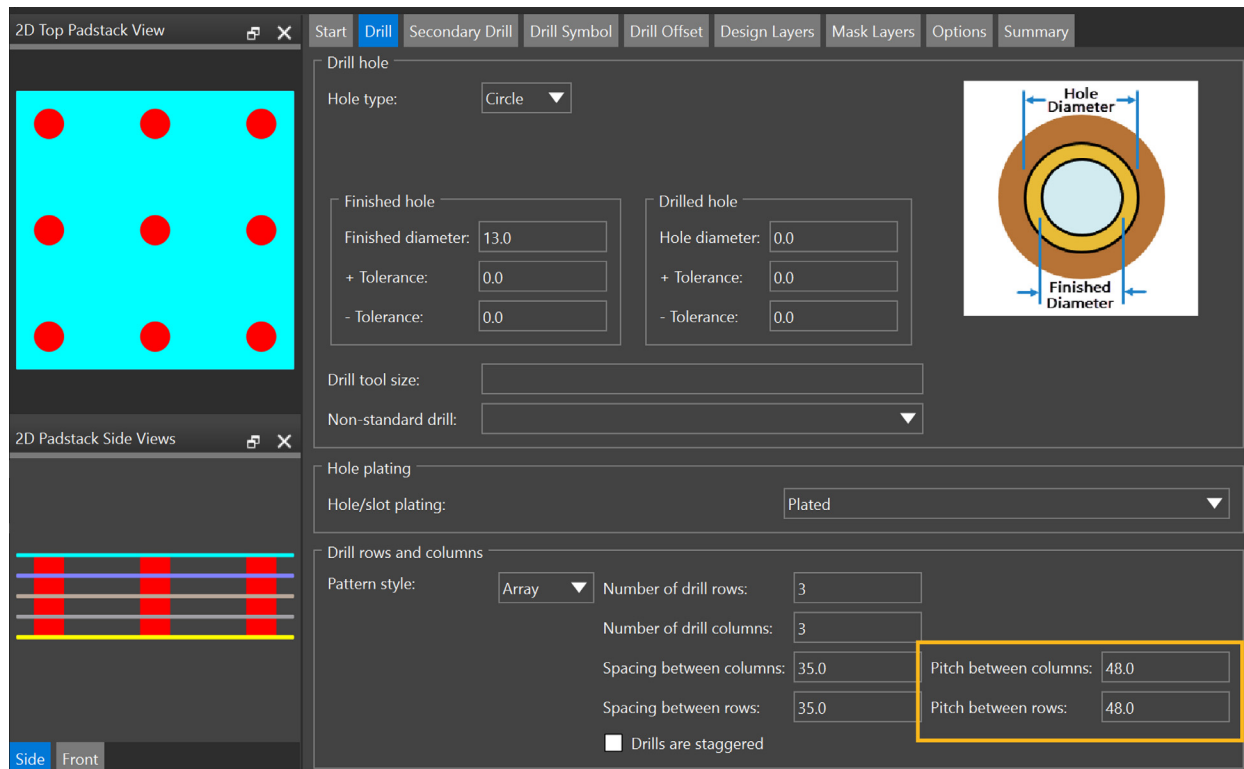 2D Top Padstack View
Start Drill Secondary Drill Drill Symbol Drill Offset Design Layers Mask Layers Options Summary
Drill hole
Hole type: Circle
Hole
Diameter
Finished hole
Finished diameter: 13.0
+ Tolerance: 0.0
- Tolerance: 0.0
Drilled hole
Hole diameter: 0.0
+ Tolerance: 0.0
- Tolerance: 0.0
Finished
Diameter
Drill tool size:
Non-standard drill:
2D Padstack Side Views
Hole plating
Hole/slot plating: Plated
Drill rows and columns
Pattern style: Array
Number of drill rows: 3
Number of drill columns: 3
Spacing between columns: 35.0 Pitch between columns: 48.0
Spacing between rows: 35.0 Pitch between rows: 48.0
Drills are staggered
Side Front